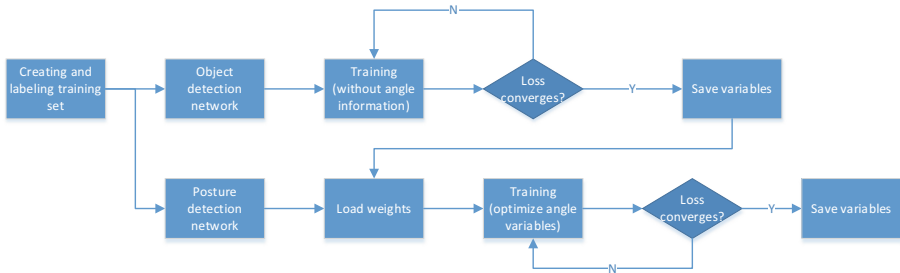 N
Creating and
labeling training
set
Object
detection
network
Training
(without angle
information)
Loss
converges?
Y
Save variables
Posture
detection
network
Load weights
Training
(optimize angle
variables)
Loss
converges?
Y
Save variables
N